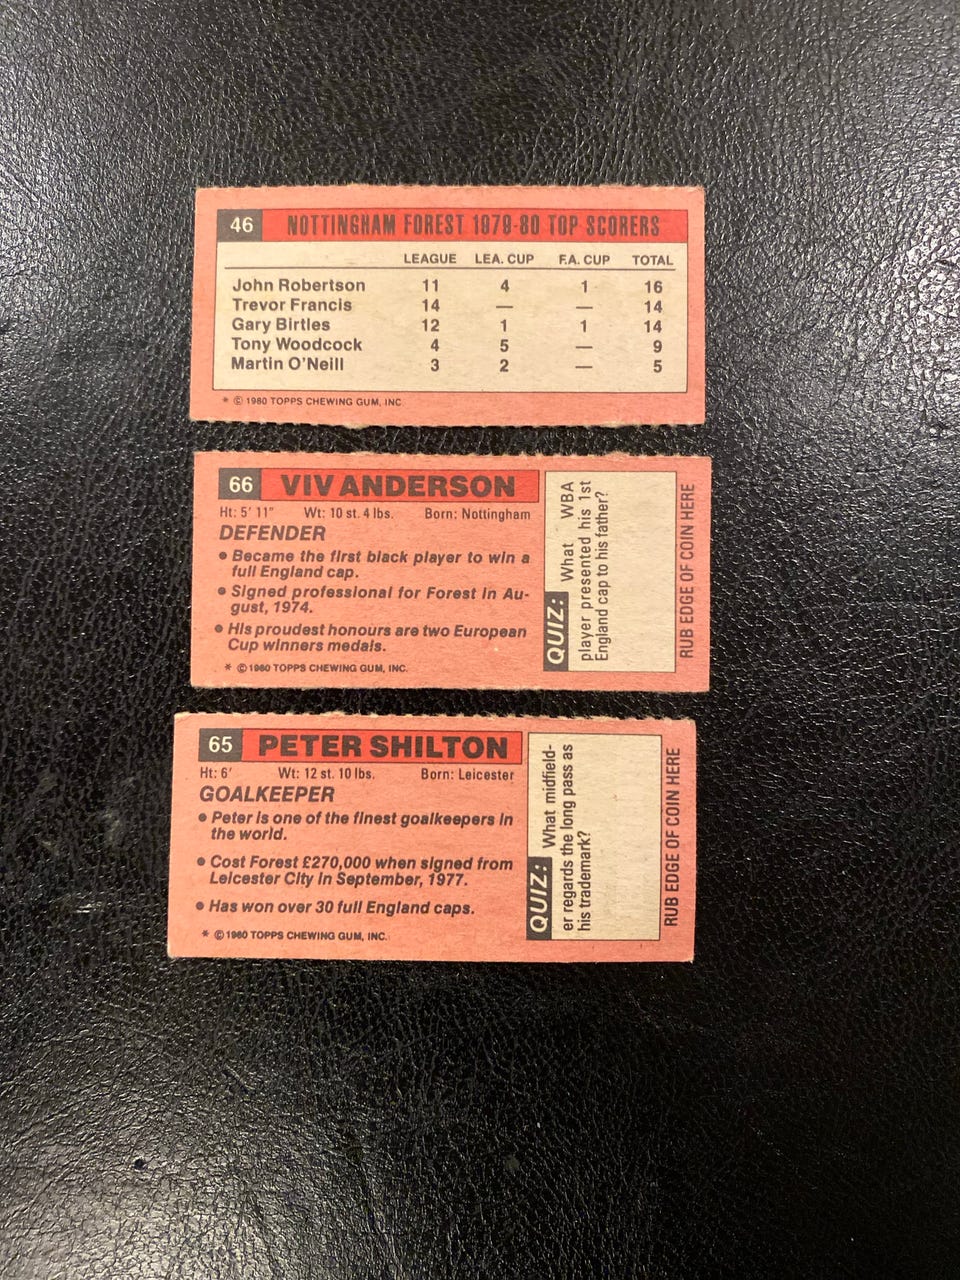 46 NOTTINGHAM FOREST 1979-80 TOP SCORERS
LEAGUE LEA. CUP F.A. CUP TOTAL
John Robertson 11 4 1 16
Trevor Francis 14 — — 14
Gary Birtles 12 1 1 14
Tony Woodcock 4 5 — 9
Martin O'Neill 3 2 — 5
* © 1980 TOPPS CHEWING GUM, INC.
66 VIV ANDERSON
Ht: 5' 11" Wt: 10 st. 4 lbs. Born: Nottingham
DEFENDER
• Became the first black player to win a
full England cap.
• Signed professional for Forest in Au-
gust, 1974.
• His proudest honours are two European
Cup winners medals.
* © 1980 TOPPS CHEWING GUM, INC.
QUIZ: What WBA
player presented his 1st
England cap to his father?
RUB EDGE OF COIN HERE
65 PETER SHILTON
Ht: 6' Wt: 12 st. 10 lbs. Born: Leicester
GOALKEEPER
• Peter is one of the finest goalkeepers in
the world.
• Cost Forest £270,000 when signed from
Leicester City in September, 1977.
• Has won over 30 full England caps.
* © 1980 TOPPS CHEWING GUM, INC.
QUIZ: What midfield-
er regards the long pass as
his trademark?
RUB EDGE OF COIN HERE